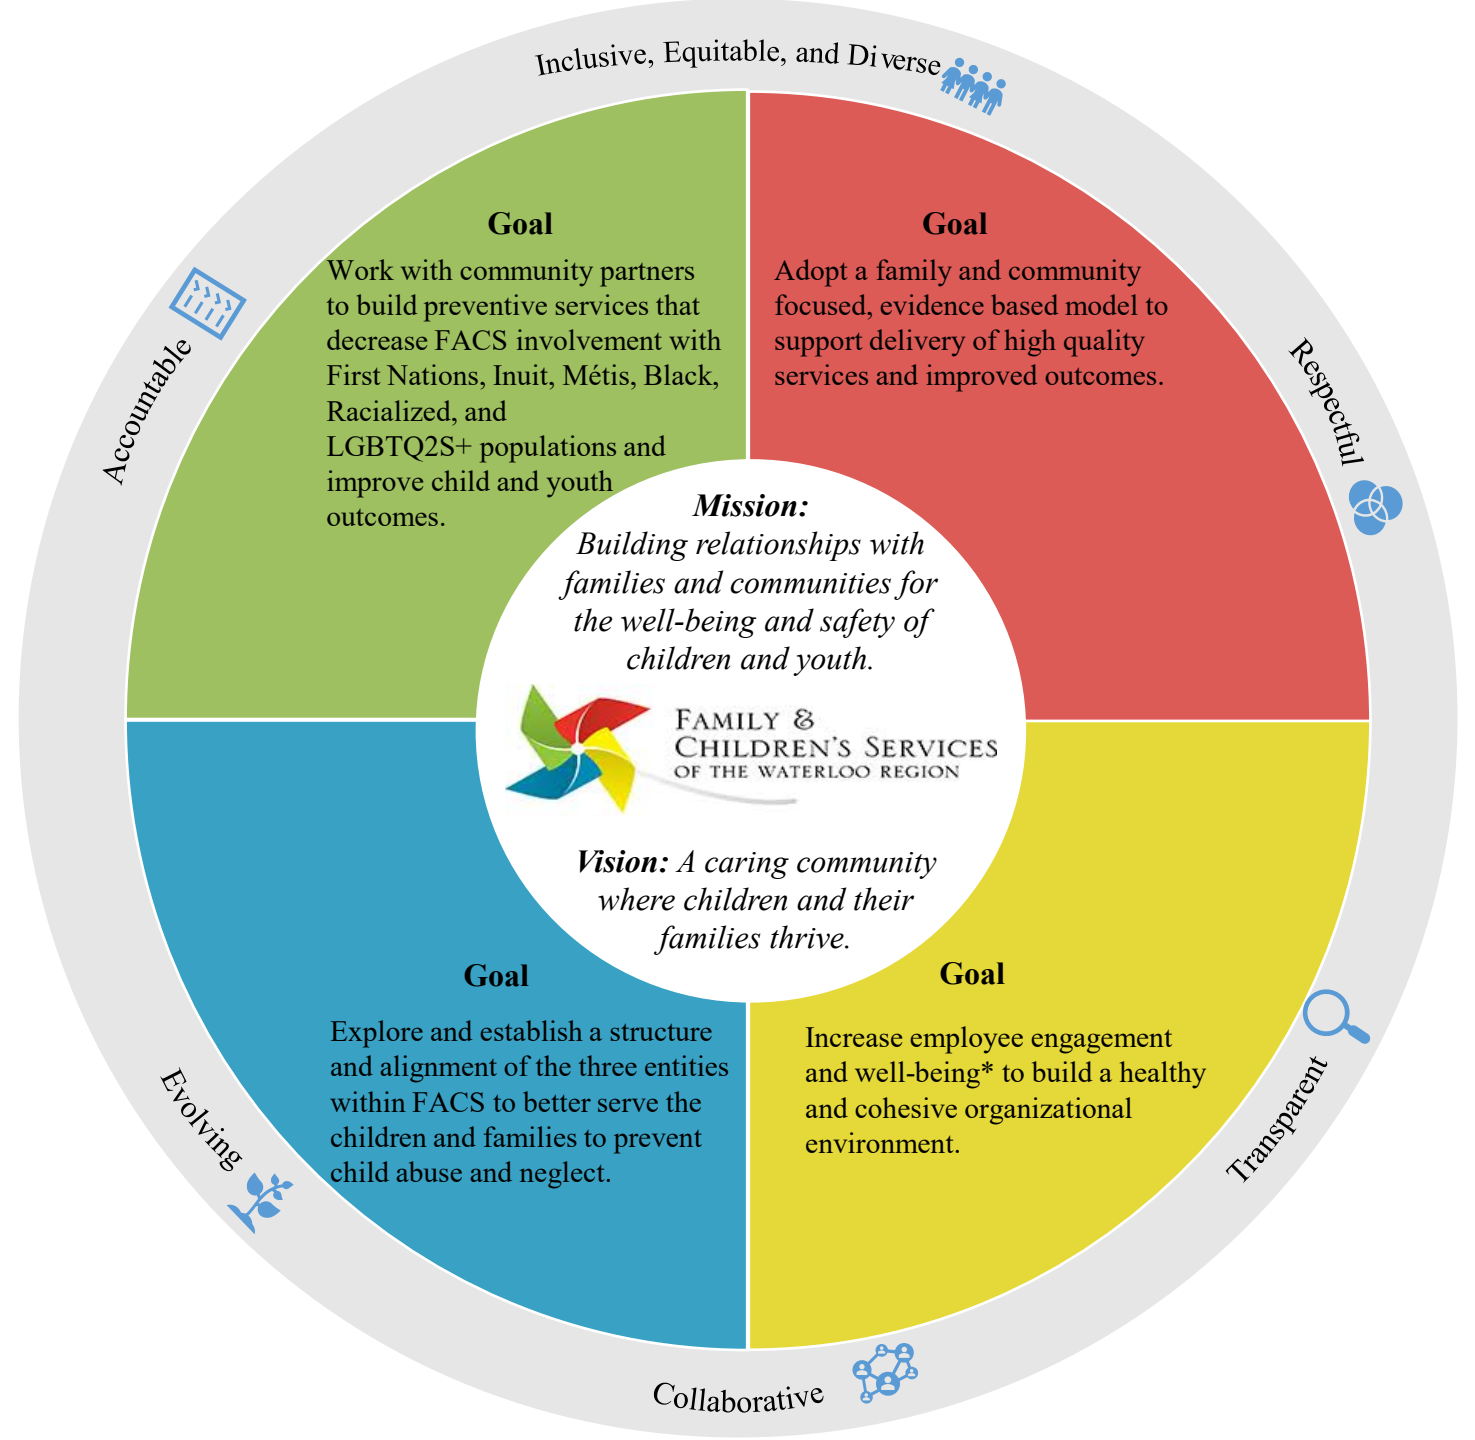 Inclusive, Equitable, and Diverse
Accountable
Respectful
Goal
Work with community partners
to build preventive services that
decrease FACS involvement with
First Nations, Inuit, Métis, Black,
Racialized, and
LGBTQ2S+ populations and
improve child and youth
outcomes.
Goal
Adopt a family and community
focused, evidence based model to
support delivery of high quality
services and improved outcomes.
Mission:
Building relationships with
families and communities for
the well-being and safety of
children and youth.
FAMILY &
CHILDREN'S SERVICES
OF THE WATERLOO REGION
Vision: A caring community
where children and their
families thrive.
Goal
Explore and establish a structure
and alignment of the three entities
within FACS to better serve the
children and families to prevent
child abuse and neglect.
Goal
Increase employee engagement
and well-being* to build a healthy
and cohesive organizational
environment.
Evolving
Transparent
Collaborative